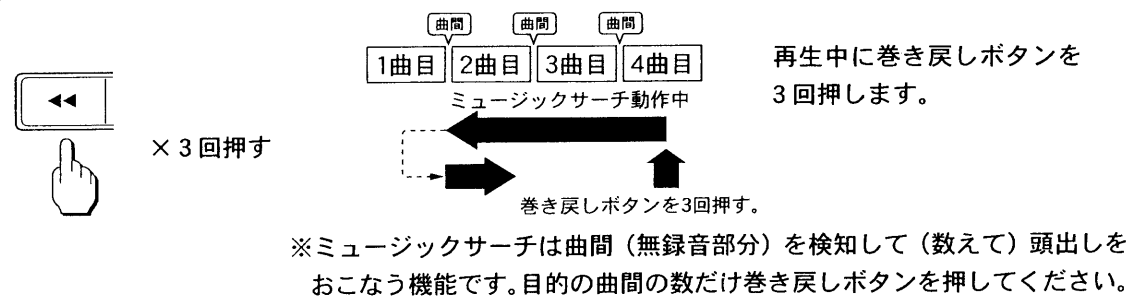 曲間 曲間 曲間
1曲目 2曲目 3曲目 4曲目
ミュージックサーチ動作中
再生中に巻き戻しボタンを
3回押します。
×3回押す
巻き戻しボタンを3回押す。
※ミュージックサーチは曲間（無録音部分）を検知して（数えて）頭出しを
おこなう機能です。目的の曲間の数だけ巻き戻しボタンを押してください。